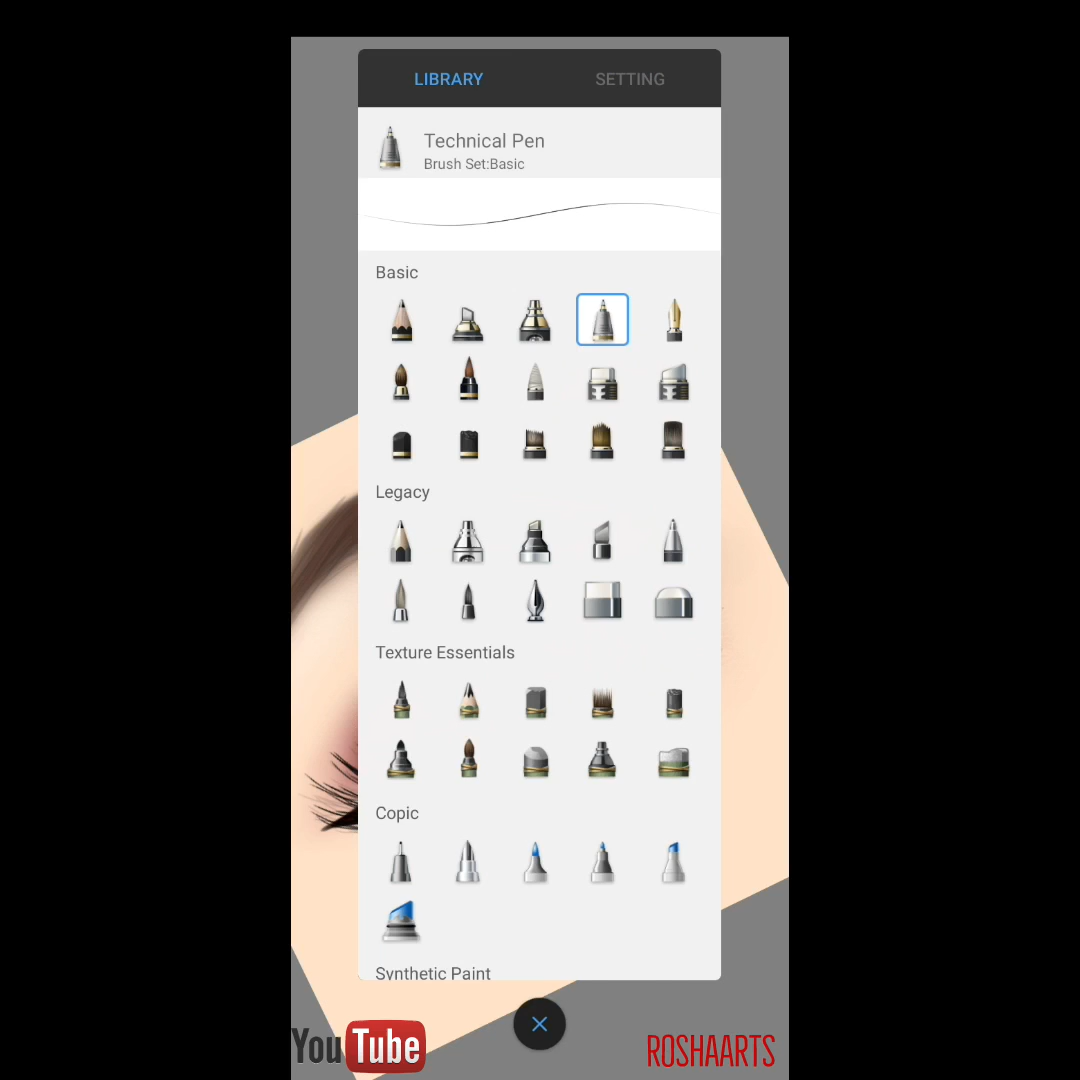 LIBRARY SETTING
Technical Pen
Brush Set:Basic
Basic
Legacy
Texture Essentials
Copic
Synthetic Paint
YouTube
ROSHAARTS